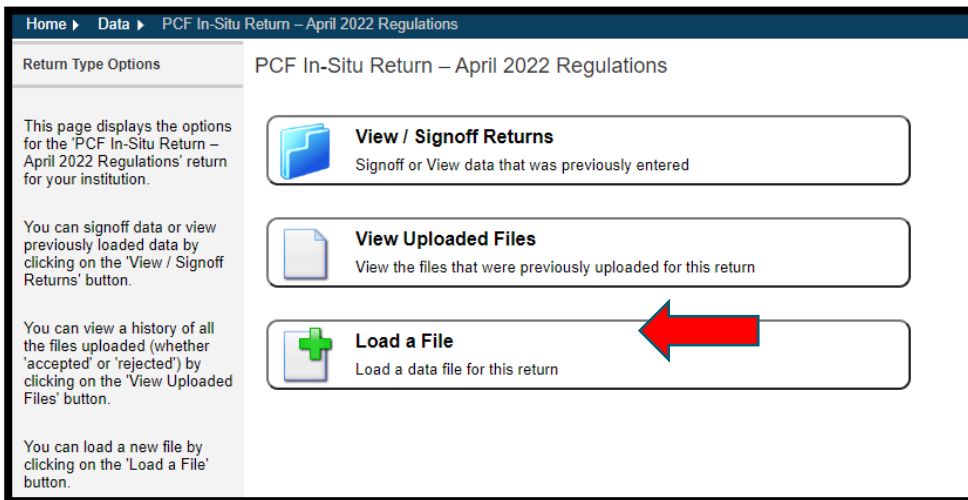 Home Data PCF In-Situ Return – April 2022 Regulations
Return Type Options
This page displays the options
for the 'PCF In-Situ Return –
April 2022 Regulations' return
for your institution.
You can signoff data or view
previously loaded data by
clicking on the 'View / Signoff
Returns' button.
You can view a history of all
the files uploaded (whether
'accepted' or 'rejected') by
clicking on the 'View Uploaded
Files' button.
You can load a new file by
clicking on the 'Load a File'
button.
PCF In-Situ Return – April 2022 Regulations
View / Signoff Returns
Signoff or View data that was previously entered
View Uploaded Files
View the files that were previously uploaded for this return
Load a File
Load a data file for this return